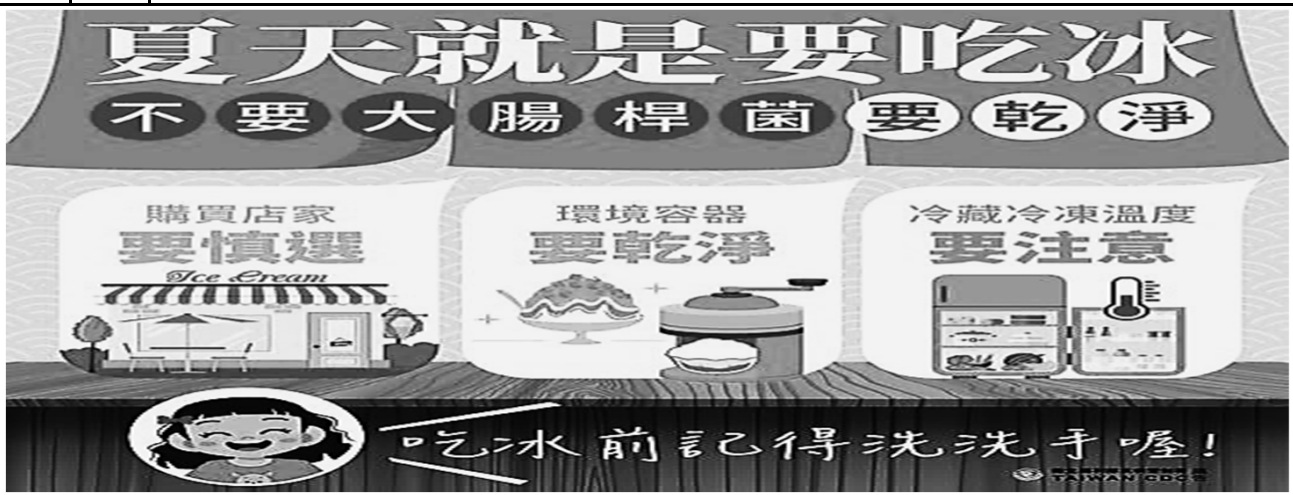 夏天就是要吃冰
不要大腸桿菌要乾淨
購買店家
要慎選
Ice Cream
環境容器
要乾淨
冷藏冷凍溫度
要注意
吃冰前記得洗洗手喔!
TAIWAN CDC